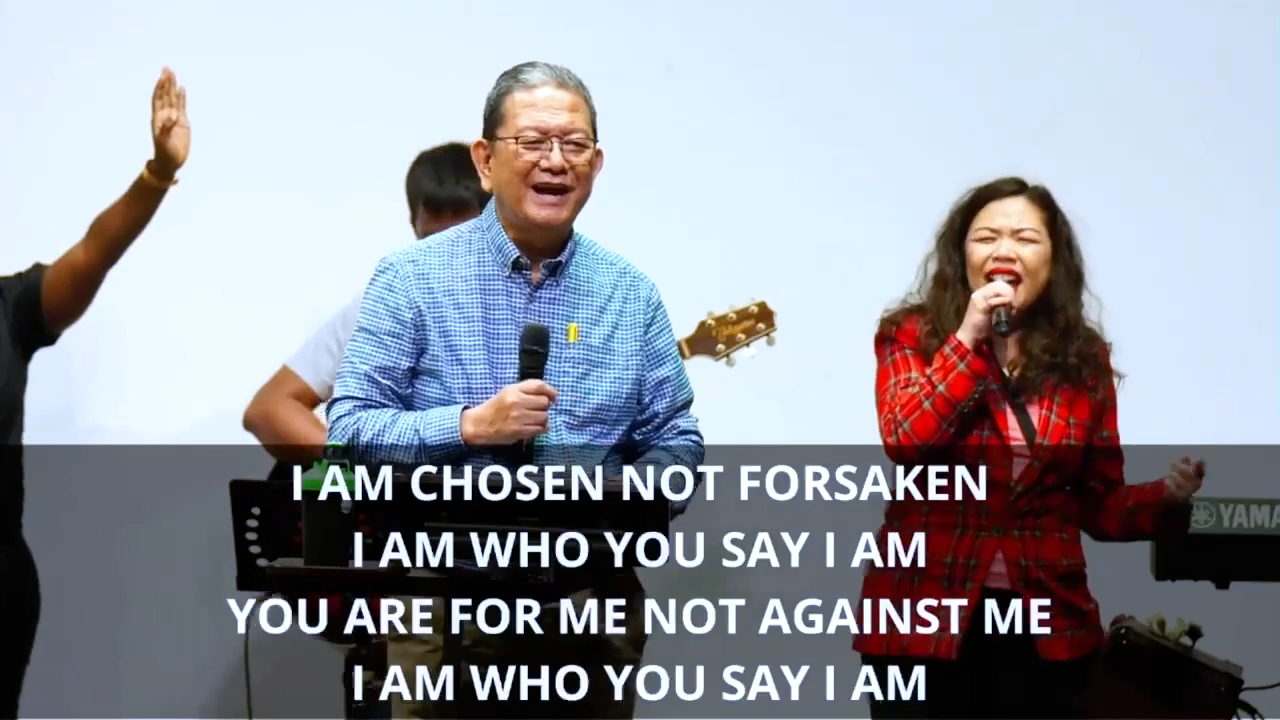 I AM CHOSEN NOT FORSAKEN
I AM WHO YOU SAY I AM
YOU ARE FOR ME NOT AGAINST ME
I AM WHO YOU SAY I AM
YAMA